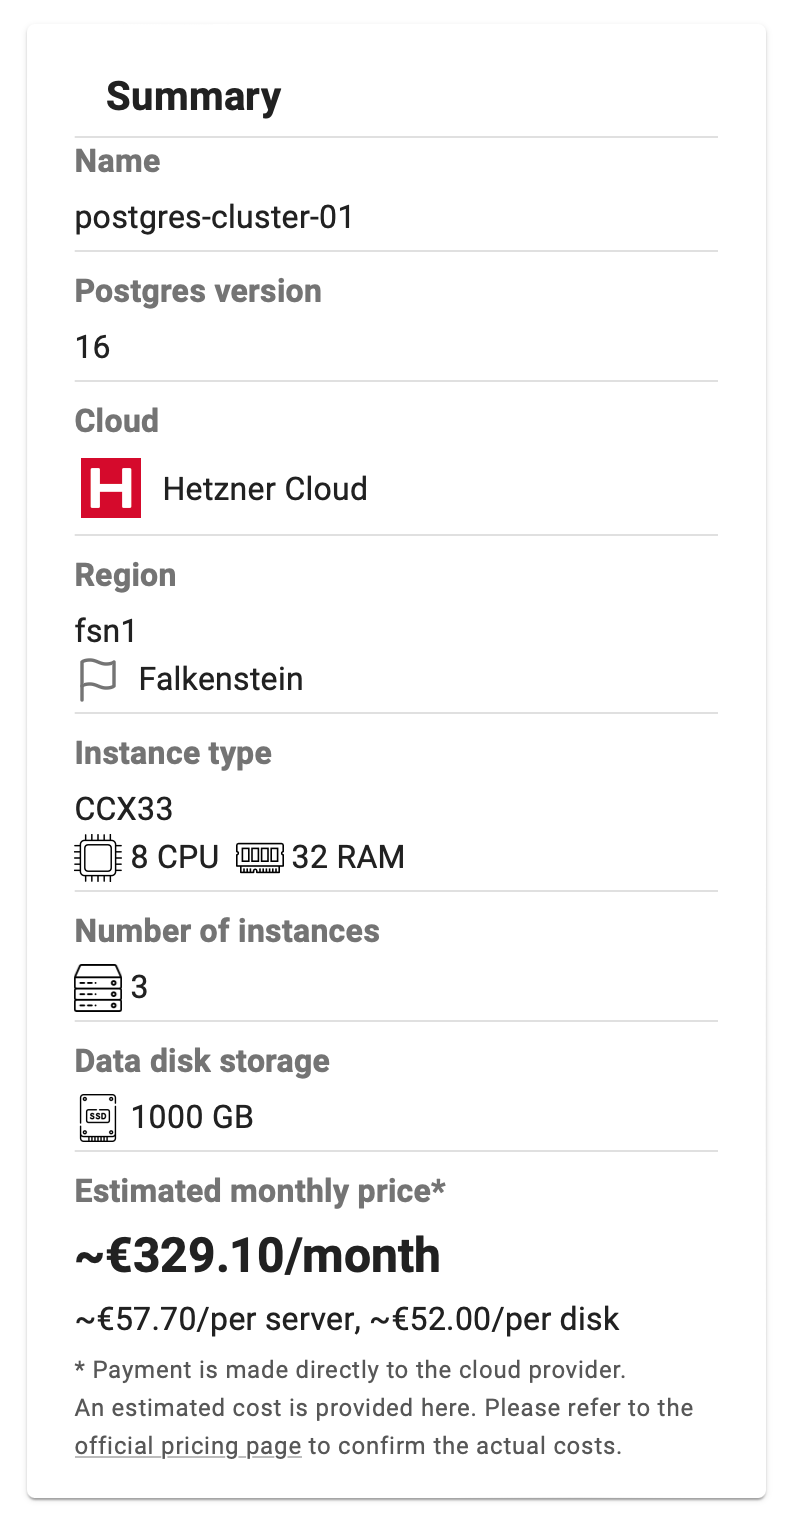 Summary
Name
postgres-cluster-01
Postgres version
16
Cloud
H Hetzner Cloud
Region
fsn1
Falkenstein
Instance type
CCX33
8 CPU 32 RAM
Number of instances
3
Data disk storage
SSD 1000 GB
Estimated monthly price*
~€329.10/month
~€57.70/per server, ~€52.00/per disk
* Payment is made directly to the cloud provider.
An estimated cost is provided here. Please refer to the
official pricing page to confirm the actual costs.